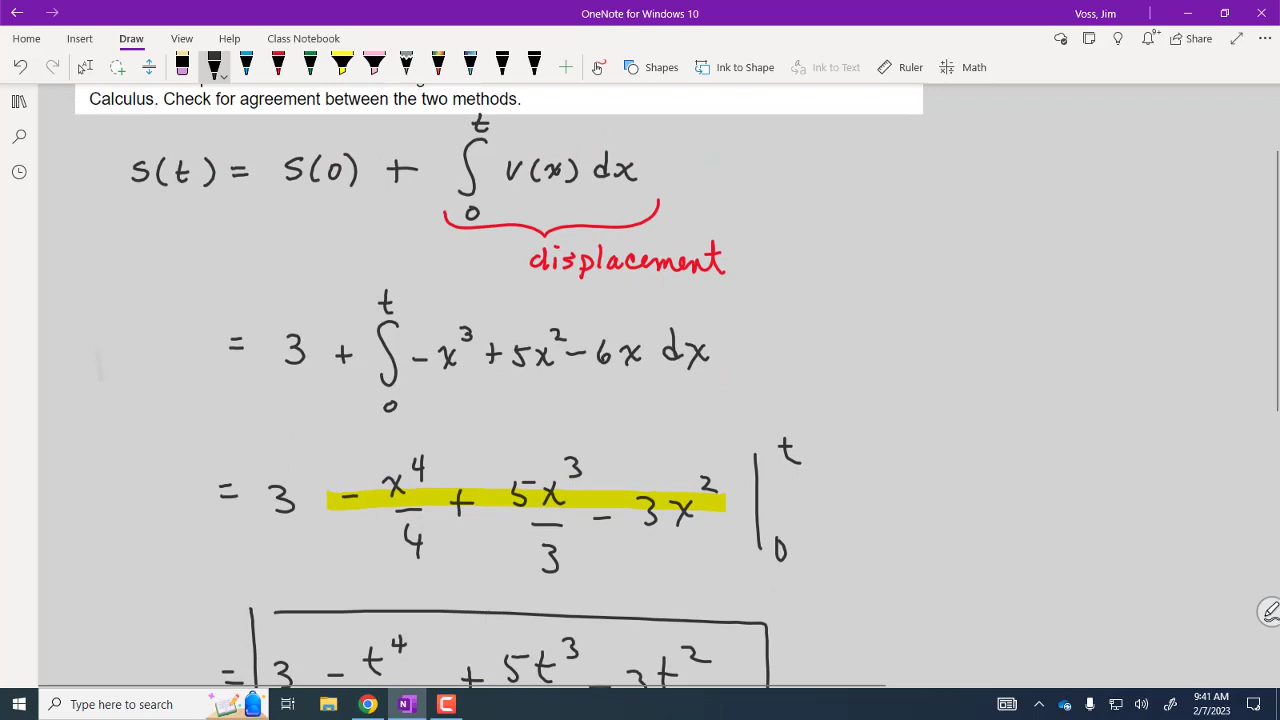 OneNote for Windows 10
Voss, Jim
Home Insert Draw View Help Class Notebook
Share
Shapes Ink to Shape Ink to Text Ruler Math
Calculus. Check for agreement between the two methods.
s(t) = s(0) + ∫₀ᵗ v(x) dx
displacement
= 3 + ∫₀ᵗ -x³ + 5x² - 6x dx
= 3 - x⁴/4 + 5x³/3 - 3x² |₀ᵗ
= 3 - t⁴ + 5t³ - 3t²
Type here to search
9:41 AM
2/7/2023